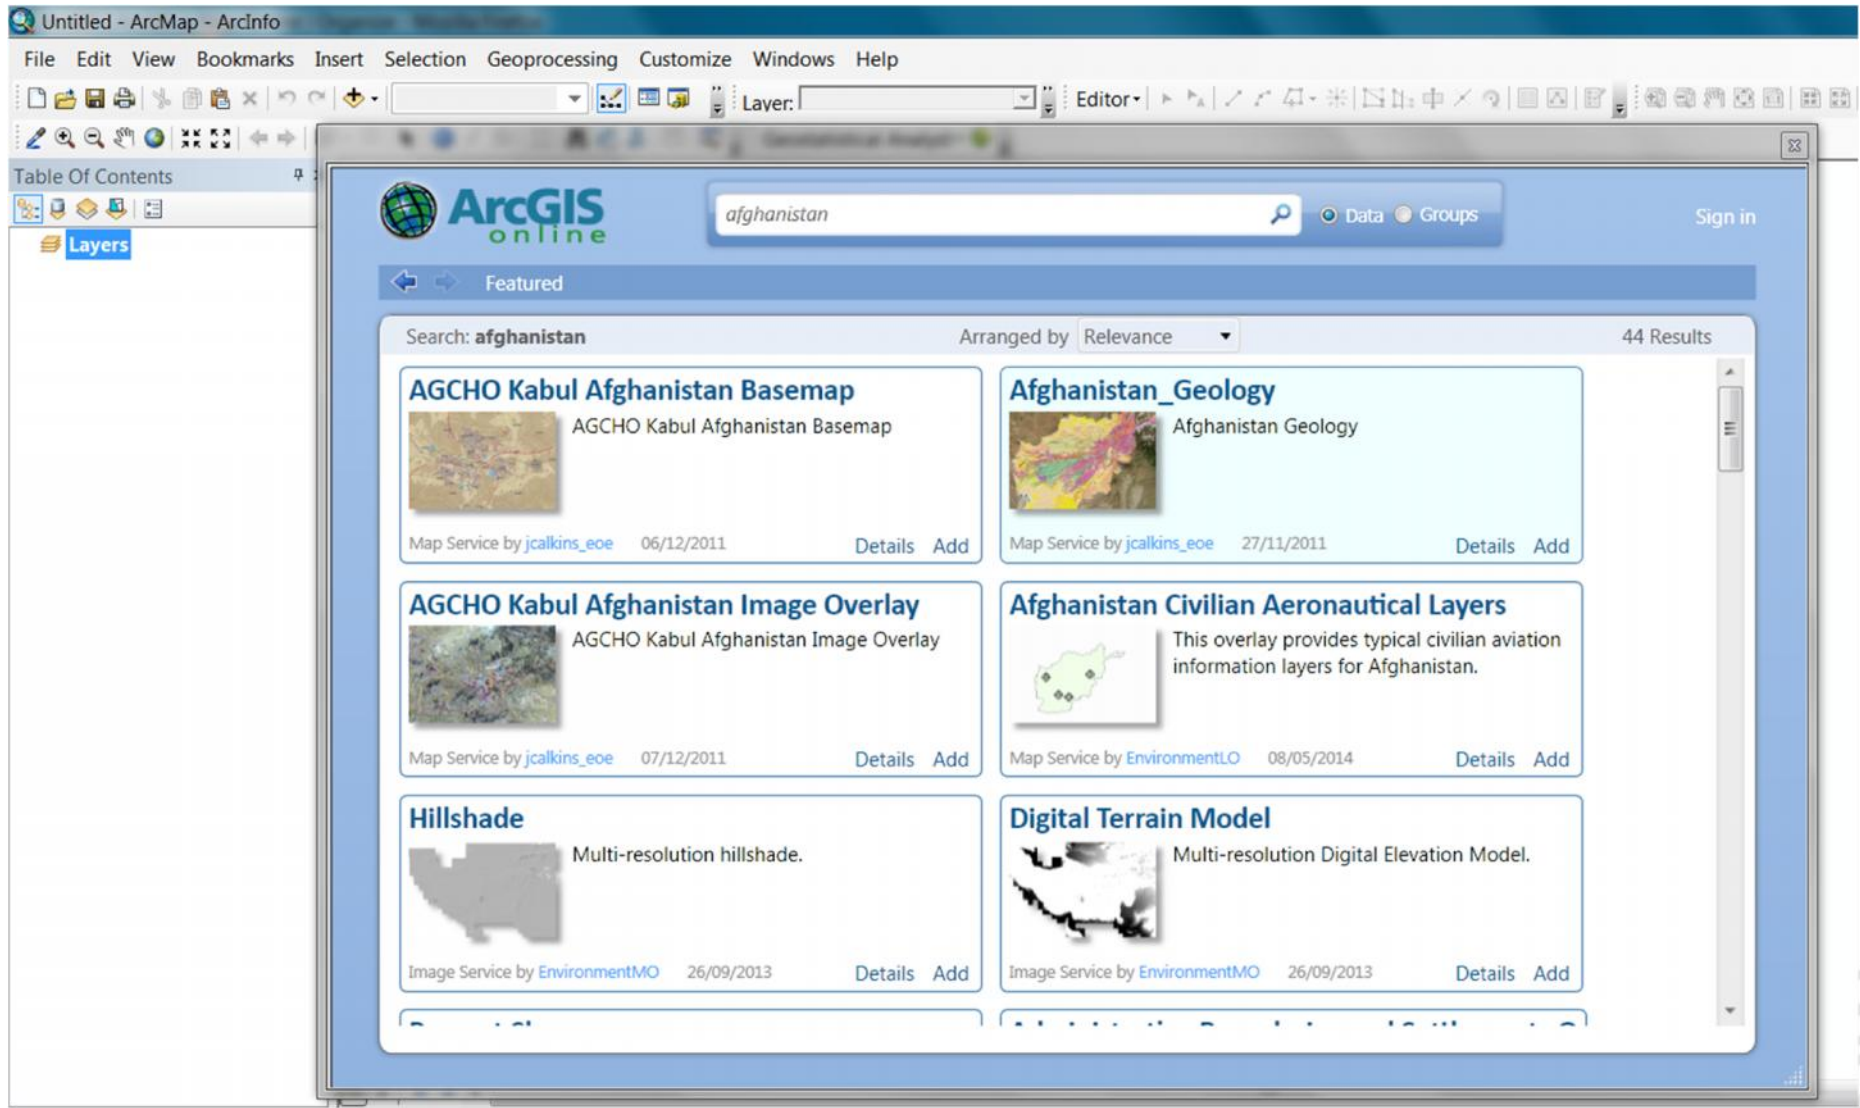 Untitled - ArcMap - ArcInfo
File Edit View Bookmarks Insert Selection Geoprocessing Customize Windows Help
Layer:
Editor
Table Of Contents
Layers
ArcGIS
online
afghanistan
Data Groups
Sign in
Featured
Search: afghanistan
Arranged by Relevance
44 Results
AGCHO Kabul Afghanistan Basemap
AGCHO Kabul Afghanistan Basemap
Map Service by jcalkins_eoe 06/12/2011 Details Add
Afghanistan_Geology
Afghanistan Geology
Map Service by jcalkins_eoe 27/11/2011 Details Add
AGCHO Kabul Afghanistan Image Overlay
AGCHO Kabul Afghanistan Image Overlay
Map Service by jcalkins_eoe 07/12/2011 Details Add
Afghanistan Civilian Aeronautical Layers
This overlay provides typical civilian aviation
information layers for Afghanistan.
Map Service by EnvironmentLO 08/05/2014 Details Add
Hillshade
Multi-resolution hillshade.
Image Service by EnvironmentMO 26/09/2013 Details Add
Digital Terrain Model
Multi-resolution Digital Elevation Model.
Image Service by EnvironmentMO 26/09/2013 Details Add